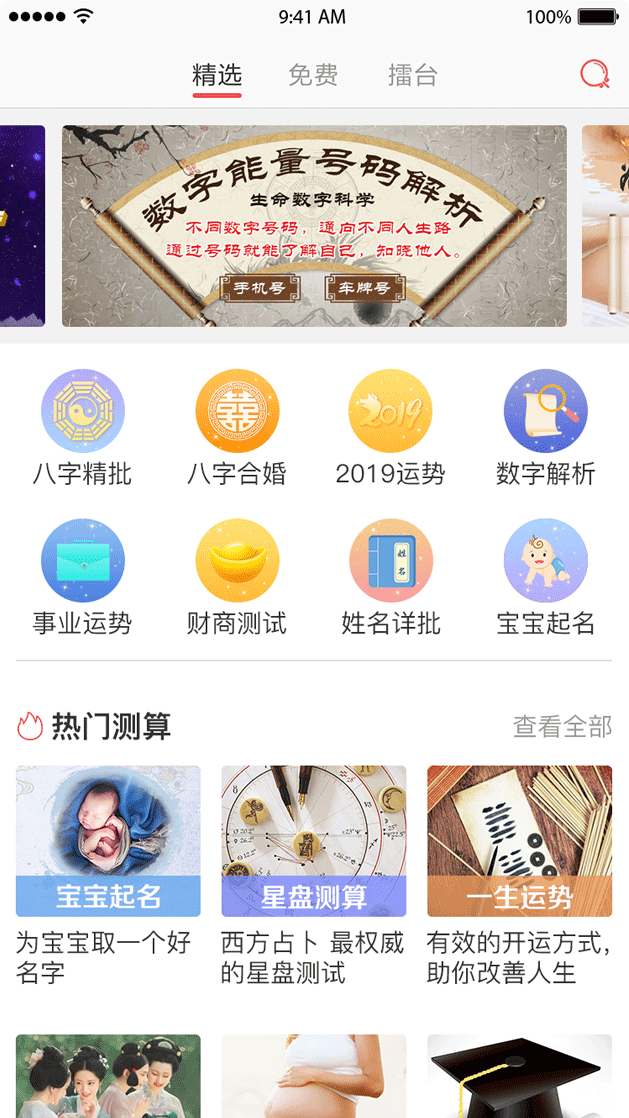 9:41 AM
100%
精选
免费
擂台
数字能量号码解析
生命数字科学
不同数字号码，通向不同人生路
通过号码就能了解自己，知晓他人。
手机号
车牌号
2019
八字精批
八字合婚
2019运势
数字解析
姓名
事业运势
财商测试
姓名详批
宝宝起名
热门测算
查看全部
宝宝起名
星盘测算
一生运势
为宝宝取一个好
名字
西方占卜 最权威
的星盘测试
有效的开运方式，
助你改善人生